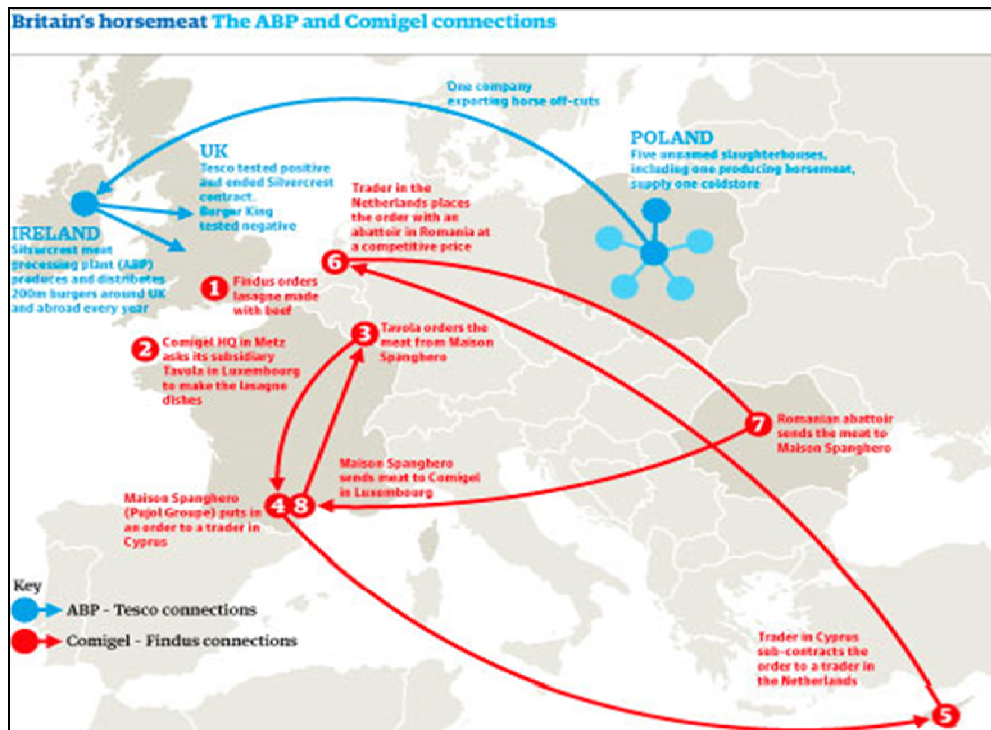 Britain's horsemeat The ABP and Comigel connections
One company
exporting horse off-cuts
POLAND
Five unnamed slaughterhouses,
including one producing horsemeat,
supply one coldstore
UK
Tesco tested positive
and ended Silvercrest
contract.
Burger King
tested negative
IRELAND
Silvercrest meat
processing plant (ABP)
produces and distributes
200m burgers around UK
and abroad every year
Trader in the
Netherlands places
the order with an
abattoir in Romania at
a competitive price
6
1
Findus orders
lasagne made
with beef
2
Comigel HQ in Metz
asks its subsidiary
Tavola in Luxembourg
to make the lasagne
dishes
3
Tavola orders the
meat from Maison
Spanghero
7
Romanian abattoir
sends the meat to
Maison Spanghero
Maison Spanghero
sends meat to Comigel
in Luxembourg
4
8
Maison Spanghero
(Pujol Groupe) puts in
an order to a trader in
Cyprus
Key
ABP - Tesco connections
Comigel - Findus connections
Trader in Cyprus
sub-contracts the
order to a trader in
the Netherlands
5